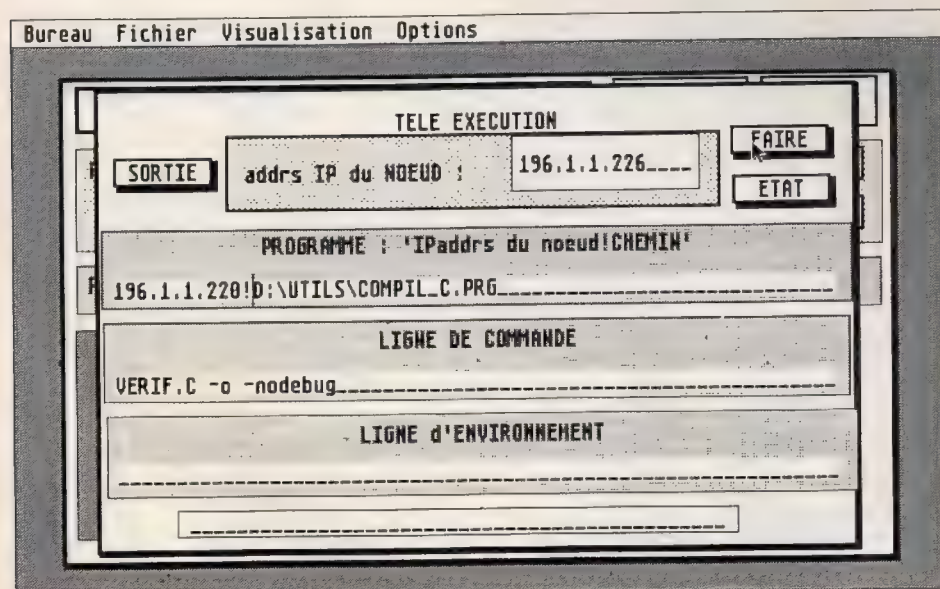 Bureau Fichier Visualisation Options
TELE EXECUTION
SORTIE
addrs IP du NOEUD :
196.1.1.226____
FAIRE
ETAT
PROGRAMME : 'IPaddrs du noeud!CHEMIN'
196.1.1.220!D:\UTILS\COMPIL_C.PRG
LIGNE DE COMMANDE
VERIF.C -o -nodebug
LIGNE d'ENVIRONNEMENT